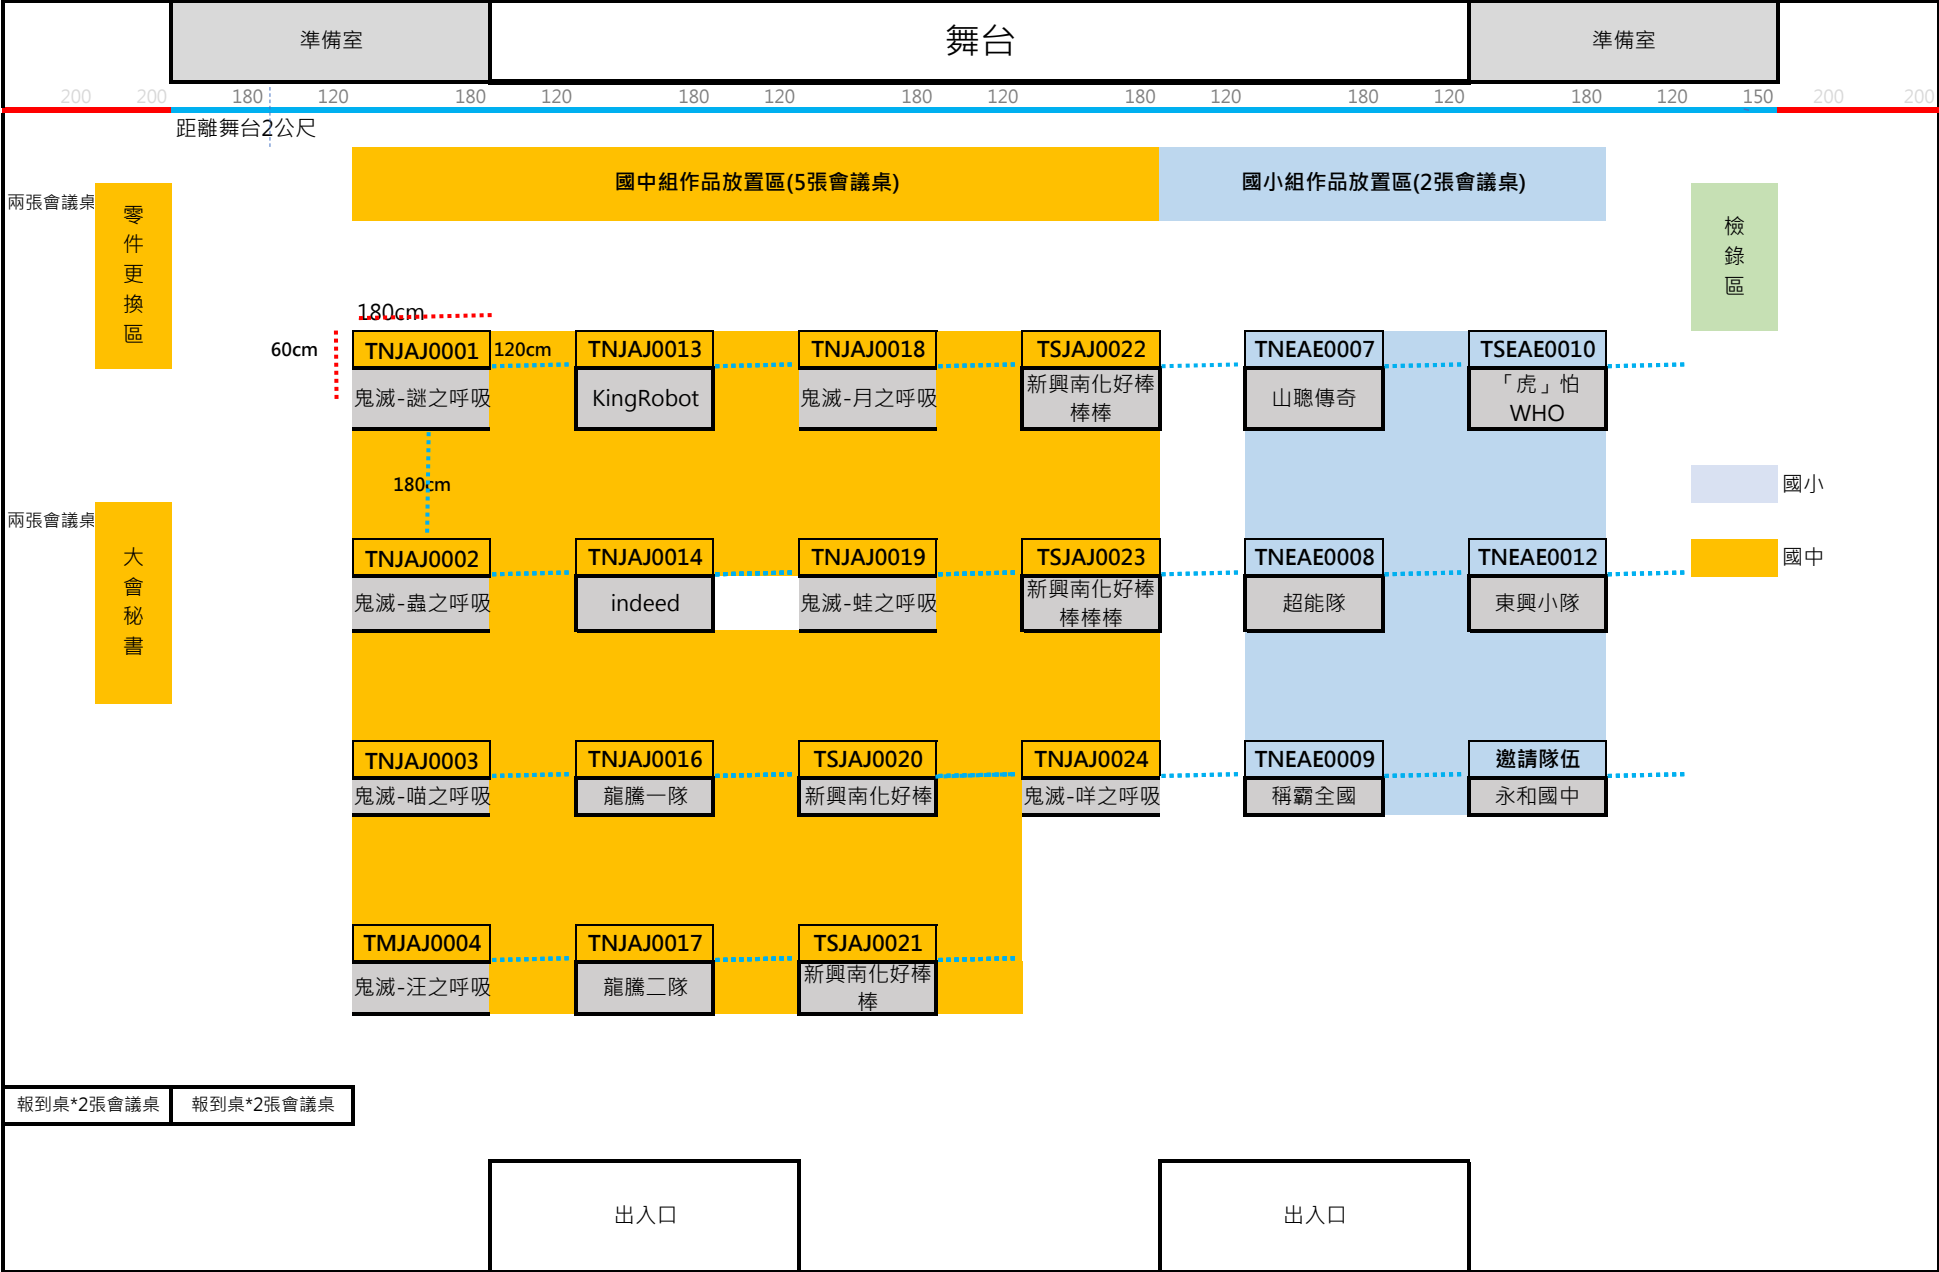 準備室
舞台
準備室
200
200
180
120
180
120
180
120
180
120
180
120
180
120
180
120
150
200
200
距離舞台2公尺
國中組作品放置區(5張會議桌)
國小組作品放置區(2張會議桌)
兩張會議桌
零
件
更
換
區
檢
錄
區
180cm
60cm
TNJAJ0001
120cm
TNJAJ0013
TNJAJ0018
TSJAJ0022
TNEAE0007
TSEAE0010
鬼滅-謎之呼吸
KingRobot
鬼滅-月之呼吸
新興南化好棒
棒棒
山聰傳奇
「虎」怕
WHO
180cm
國小
兩張會議桌
大
會
秘
書
TNJAJ0002
TNJAJ0014
TNJAJ0019
TSJAJ0023
TNEAE0008
TNEAE0012
國中
鬼滅-蟲之呼吸
indeed
鬼滅-蛙之呼吸
新興南化好棒
棒棒棒
超能隊
東興小隊
TNJAJ0003
TNJAJ0016
TSJAJ0020
TNJAJ0024
TNEAE0009
邀請隊伍
鬼滅-喵之呼吸
龍騰一隊
新興南化好棒
鬼滅-咩之呼吸
稱霸全國
永和國中
TMJAJ0004
TNJAJ0017
TSJAJ0021
鬼滅-汪之呼吸
龍騰二隊
新興南化好棒
棒
報到桌*2張會議桌
報到桌*2張會議桌
出入口
出入口